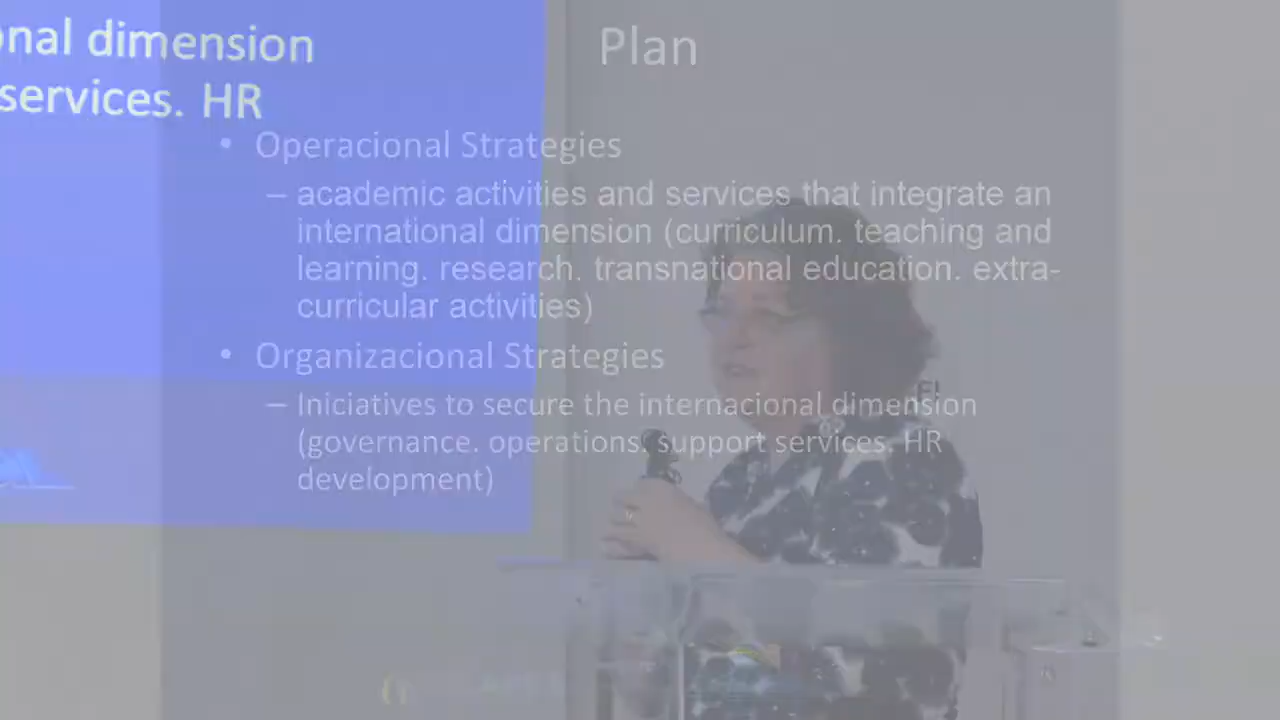 onal dimension
services. HR
Plan
• Operacional Strategies
– academic activities and services that integrate an
international dimension (curriculum. teaching and
learning. research. transnational education. extra-
curricular activities)
• Organizacional Strategies
– Iniciatives to secure the internacional dimension
(governance. operations. support services. HR
development)